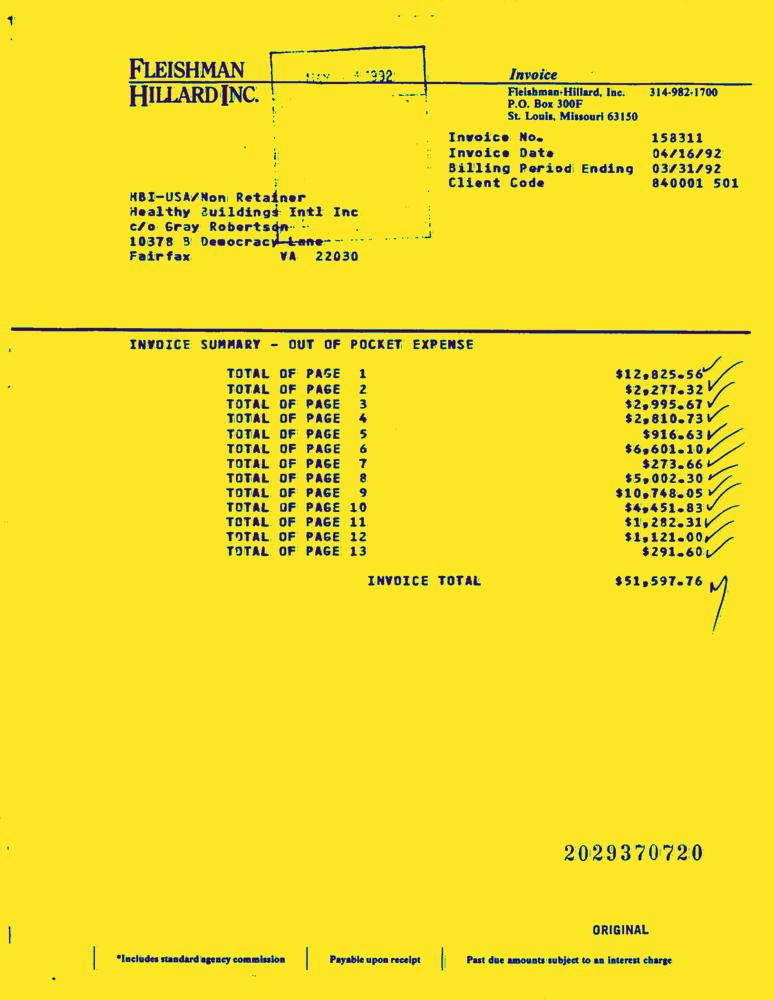 FLEISHMAN
HILLARD INC.
1992
Invoice
Fleishman-Hillard, Inc. 314-982-1700
P.O. Box 300F
St. Louis, Missouri 63150
Invoice No. 158311
Invoice Date 04/16/92
Billing Period Ending 03/31/92
Client Code 840001 501
HBI-USA/Non Retainer
Healthy Buildings Intl Inc
c/o Gray Robertson
10378 B Democracy Lane
Fairfax VA 22030
INVOICE SUMMARY - OUT OF POCKET EXPENSE
TOTAL OF PAGE 1 $12,825.56
TOTAL OF PAGE 2 $2,277.32
TOTAL OF PAGE 3 $2,995.67
TOTAL OF PAGE 4 $2,810.73
TOTAL OF PAGE 5 $916.63
TOTAL OF PAGE 6 $6,601.10
TOTAL OF PAGE 7 $273.66
TOTAL OF PAGE 8 $5,002.30
TOTAL OF PAGE 9 $10,748.05
TOTAL OF PAGE 10 $4,451.83
TOTAL OF PAGE 11 $1,282.31
TOTAL OF PAGE 12 $1,121.00
TOTAL OF PAGE 13 $291.60
INVOICE TOTAL $51,597.76
2029370720
ORIGINAL
*Includes standard agency commission Payable upon receipt Past due amounts subject to an interest charge